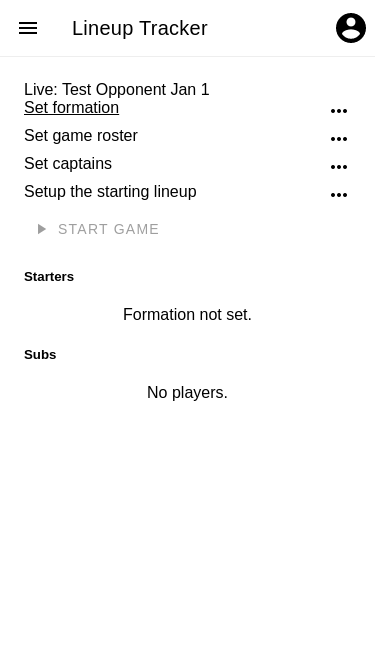 Lineup Tracker
Live: Test Opponent Jan 1
Set formation
Set game roster
Set captains
Setup the starting lineup
START GAME
Starters
Formation not set.
Subs
No players.